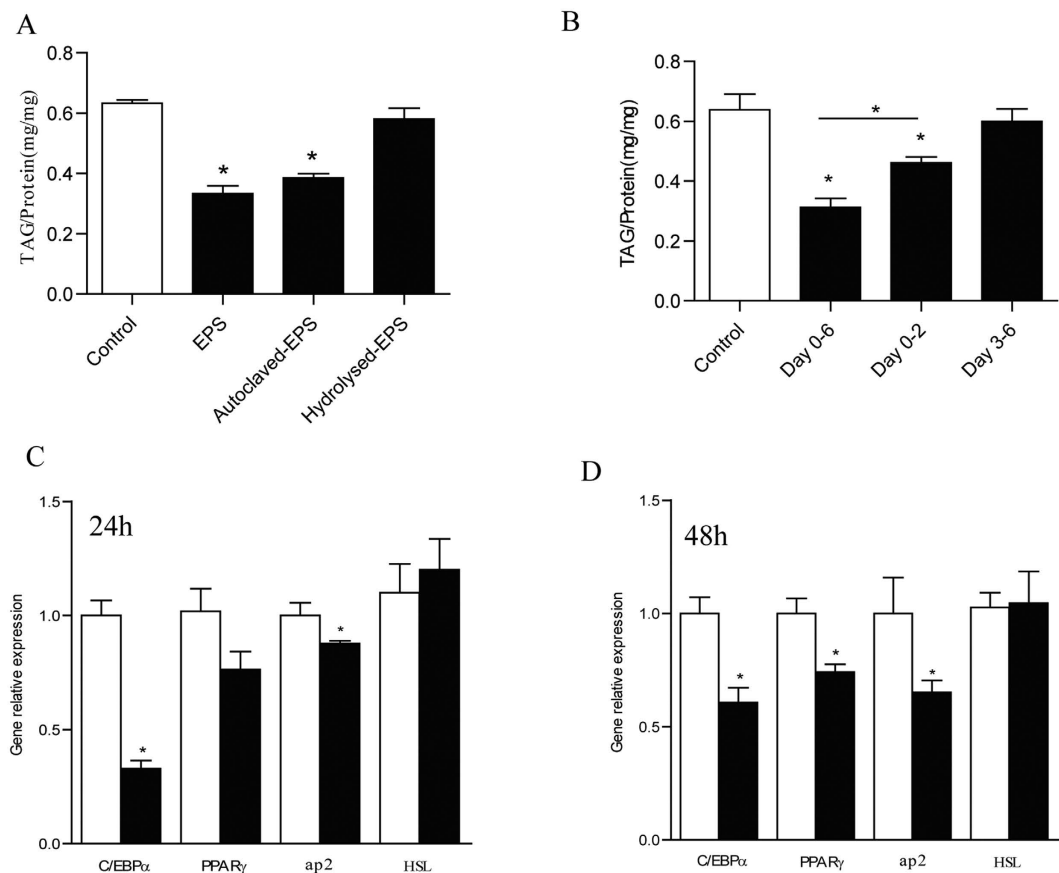 A
TAG/Protein(mg/mg)
0.8
0.6
0.4
0.2
0.0
*
*
Control
EPS
Autoclaved-EPS
Hydrolysed-EPS
B
TAG/Protein(mg/mg)
0.8
0.6
0.4
0.2
0.0
*
*
*
Control
Day 0-6
Day 0-2
Day 3-6
C
24h
Gene relative expression
1.5
1.0
0.5
0.0
*
*
C/EBPα
PPARγ
ap2
HSL
D
48h
Gene relative expression
1.5
1.0
0.5
0.0
*
*
*
C/EBPα
PPARγ
ap2
HSL